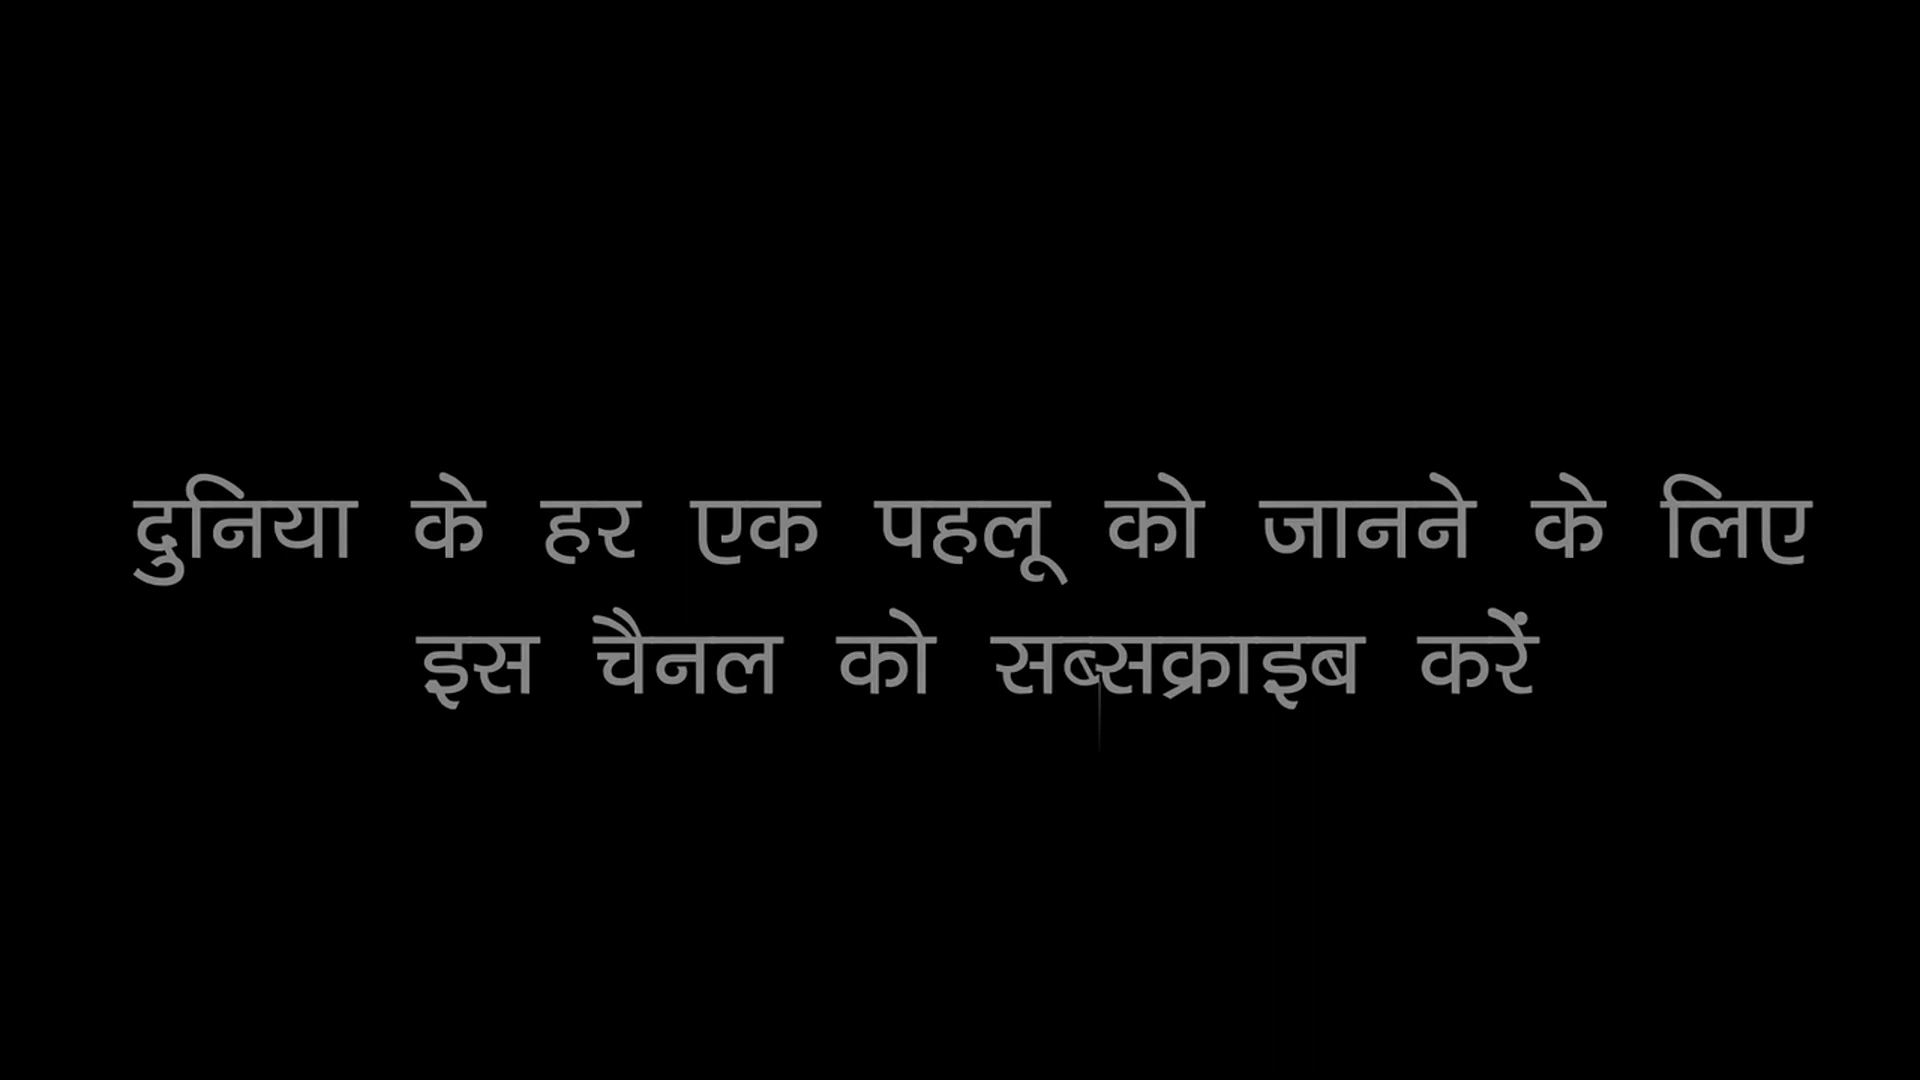 दुनिया के हर एक पहलू को जानने के लिए
इस चैनल को सब्सक्राइब करें